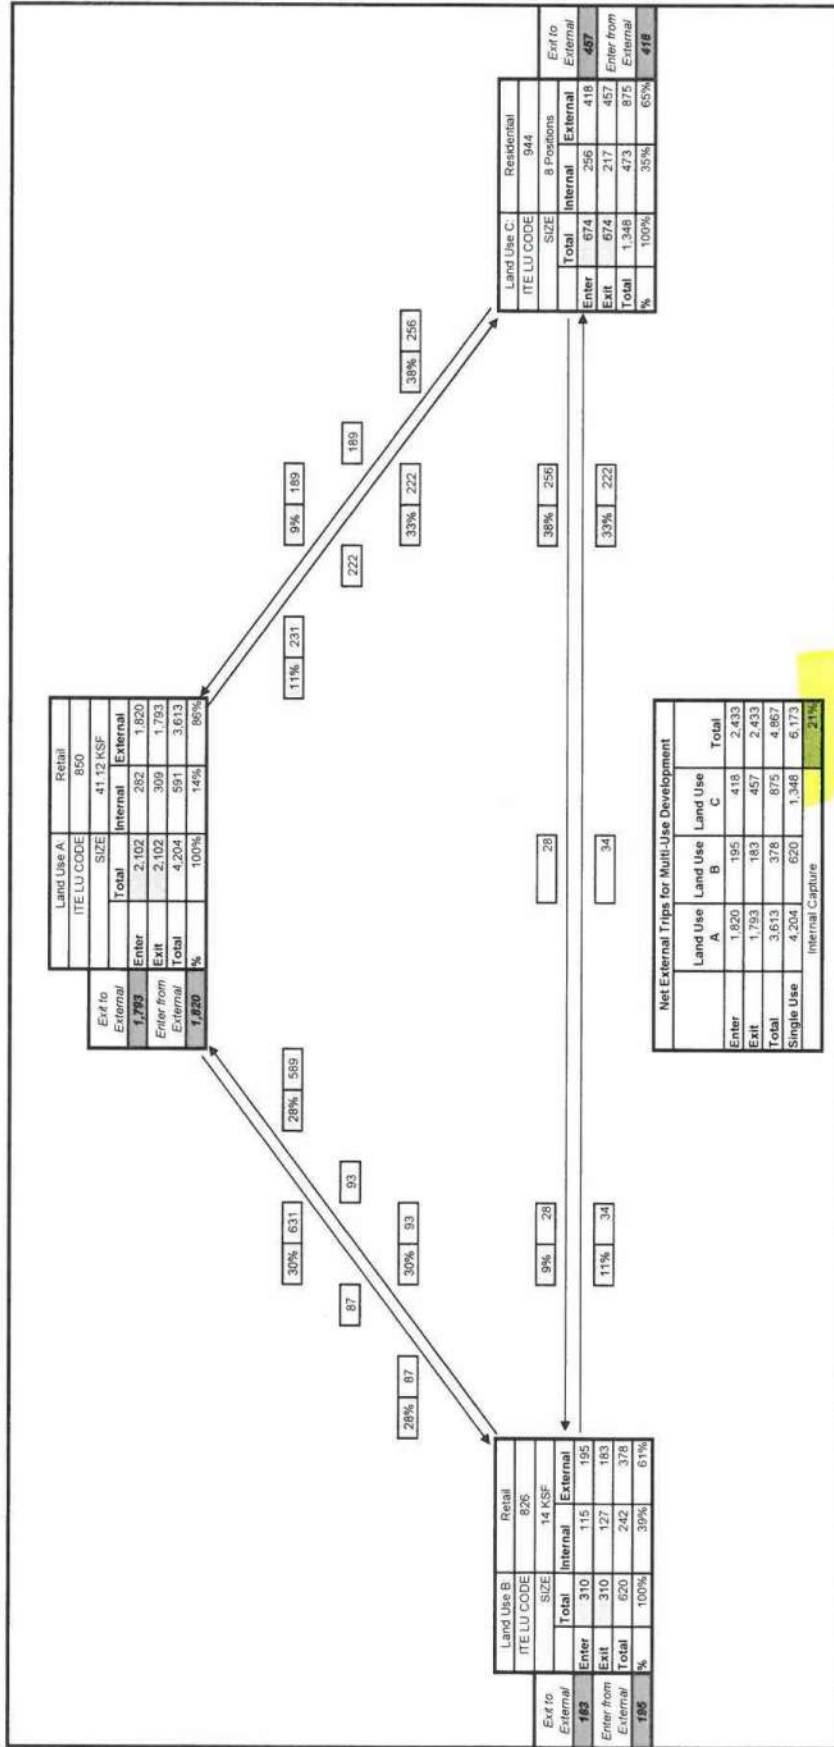 Land Use A: Retail
ITE LU CODE 850
SIZE 41.12 KSF
Total Internal External
Enter 2,102 282 1,820
Exit 2,102 309 1,793
Total 4,204 591 3,613
% 100% 14% 86%
Exit to
External
1,793
Enter from
External
1,820
30% 631
28% 589
87
93
28% 87
30% 93
9% 189
11% 231
189
222
38% 256
33% 222
Land Use B Retail
ITE LU CODE 826
SIZE 14 KSF
Total Internal External
Enter 310 115 195
Exit 310 127 183
Total 620 242 378
% 100% 39% 61%
Exit to
External
183
Enter from
External
195
9% 28
28
38% 256
11% 34
34
33% 222
Land Use C: Residential
ITE LU CODE 944
SIZE 8 Positions
Total Internal External
Enter 674 256 418
Exit 674 217 457
Total 1,348 473 875
% 100% 35% 65%
Exit to
External
457
Enter from
External
418
Net External Trips for Multi-Use Development
Land Use A Land Use B Land Use C Total
Enter 1,820 195 418 2,433
Exit 1,793 183 457 2,433
Total 3,613 378 875 4,867
Single Use 4,204 620 1,348 6,173
Internal Capture 21%